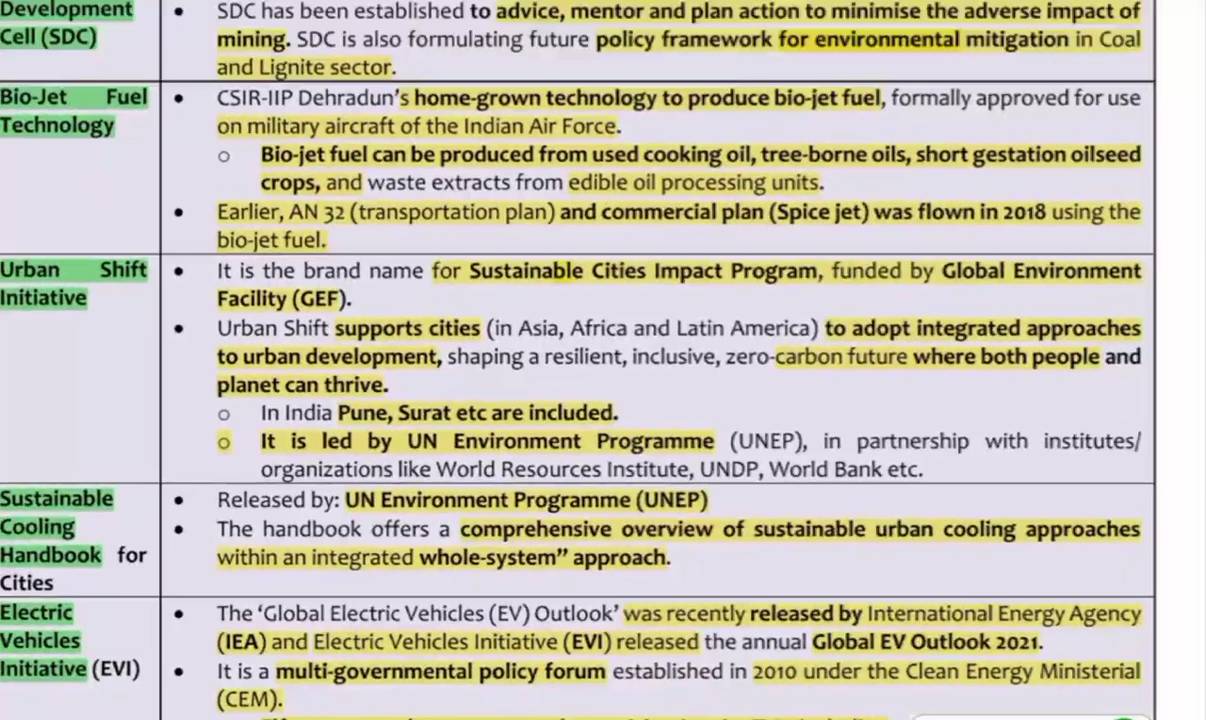 Development
Cell (SDC)
• SDC has been established to advice, mentor and plan action to minimise the adverse impact of
mining. SDC is also formulating future policy framework for environmental mitigation in Coal
and Lignite sector.
Bio-Jet Fuel
Technology
• CSIR-IIP Dehradun's home-grown technology to produce bio-jet fuel, formally approved for use
on military aircraft of the Indian Air Force.
o Bio-jet fuel can be produced from used cooking oil, tree-borne oils, short gestation oilseed
crops, and waste extracts from edible oil processing units.
• Earlier, AN 32 (transportation plan) and commercial plan (Spice jet) was flown in 2018 using the
bio-jet fuel.
Urban Shift
Initiative
• It is the brand name for Sustainable Cities Impact Program, funded by Global Environment
Facility (GEF).
• Urban Shift supports cities (in Asia, Africa and Latin America) to adopt integrated approaches
to urban development, shaping a resilient, inclusive, zero-carbon future where both people and
planet can thrive.
o In India Pune, Surat etc are included.
o It is led by UN Environment Programme (UNEP), in partnership with institutes/
organizations like World Resources Institute, UNDP, World Bank etc.
Sustainable
Cooling
Handbook for
Cities
• Released by: UN Environment Programme (UNEP)
• The handbook offers a comprehensive overview of sustainable urban cooling approaches
within an integrated whole-system” approach.
Electric
Vehicles
Initiative (EVI)
• The ‘Global Electric Vehicles (EV) Outlook’ was recently released by International Energy Agency
(IEA) and Electric Vehicles Initiative (EVI) released the annual Global EV Outlook 2021.
• It is a multi-governmental policy forum established in 2010 under the Clean Energy Ministerial
(CEM).